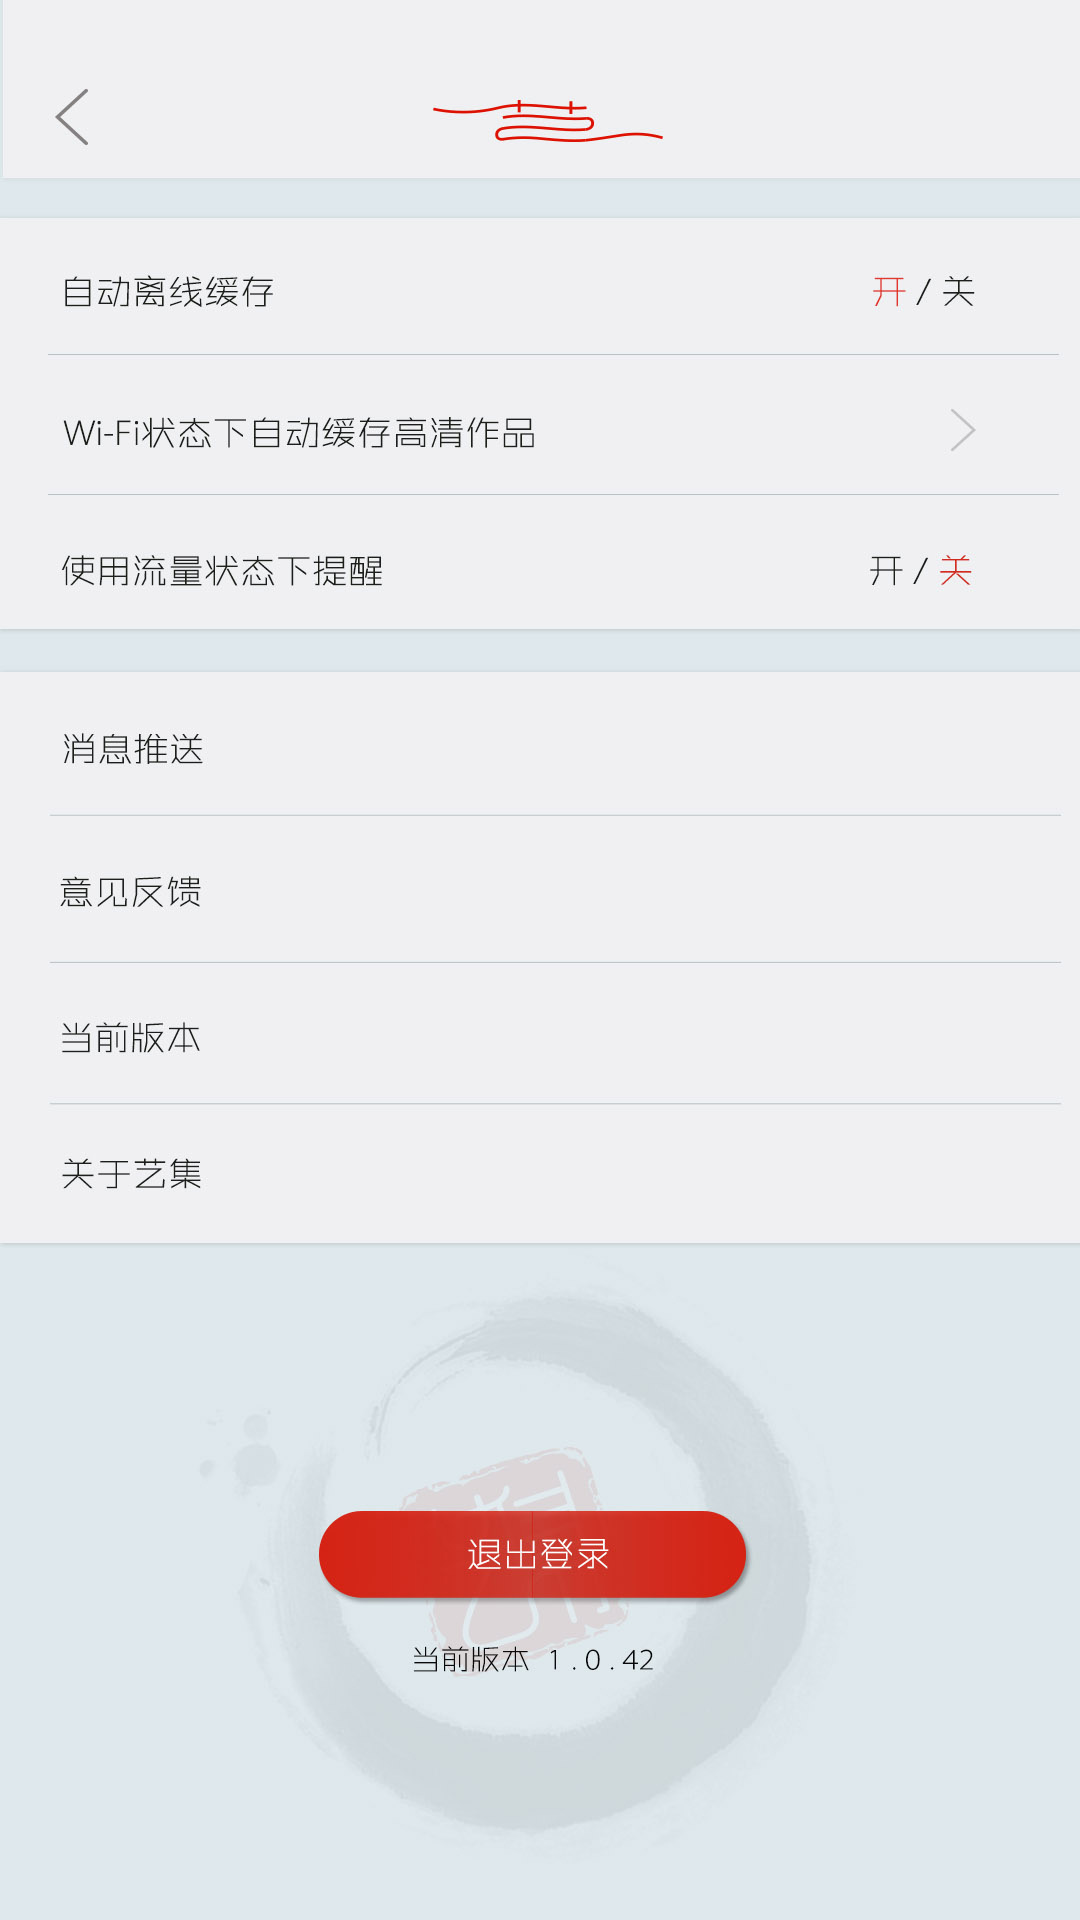 自动离线缓存 开 / 关
Wi-Fi状态下自动缓存高清作品
使用流量状态下提醒 开 / 关
消息推送
意见反馈
当前版本
关于艺集
退出登录
当前版本 1.0.42